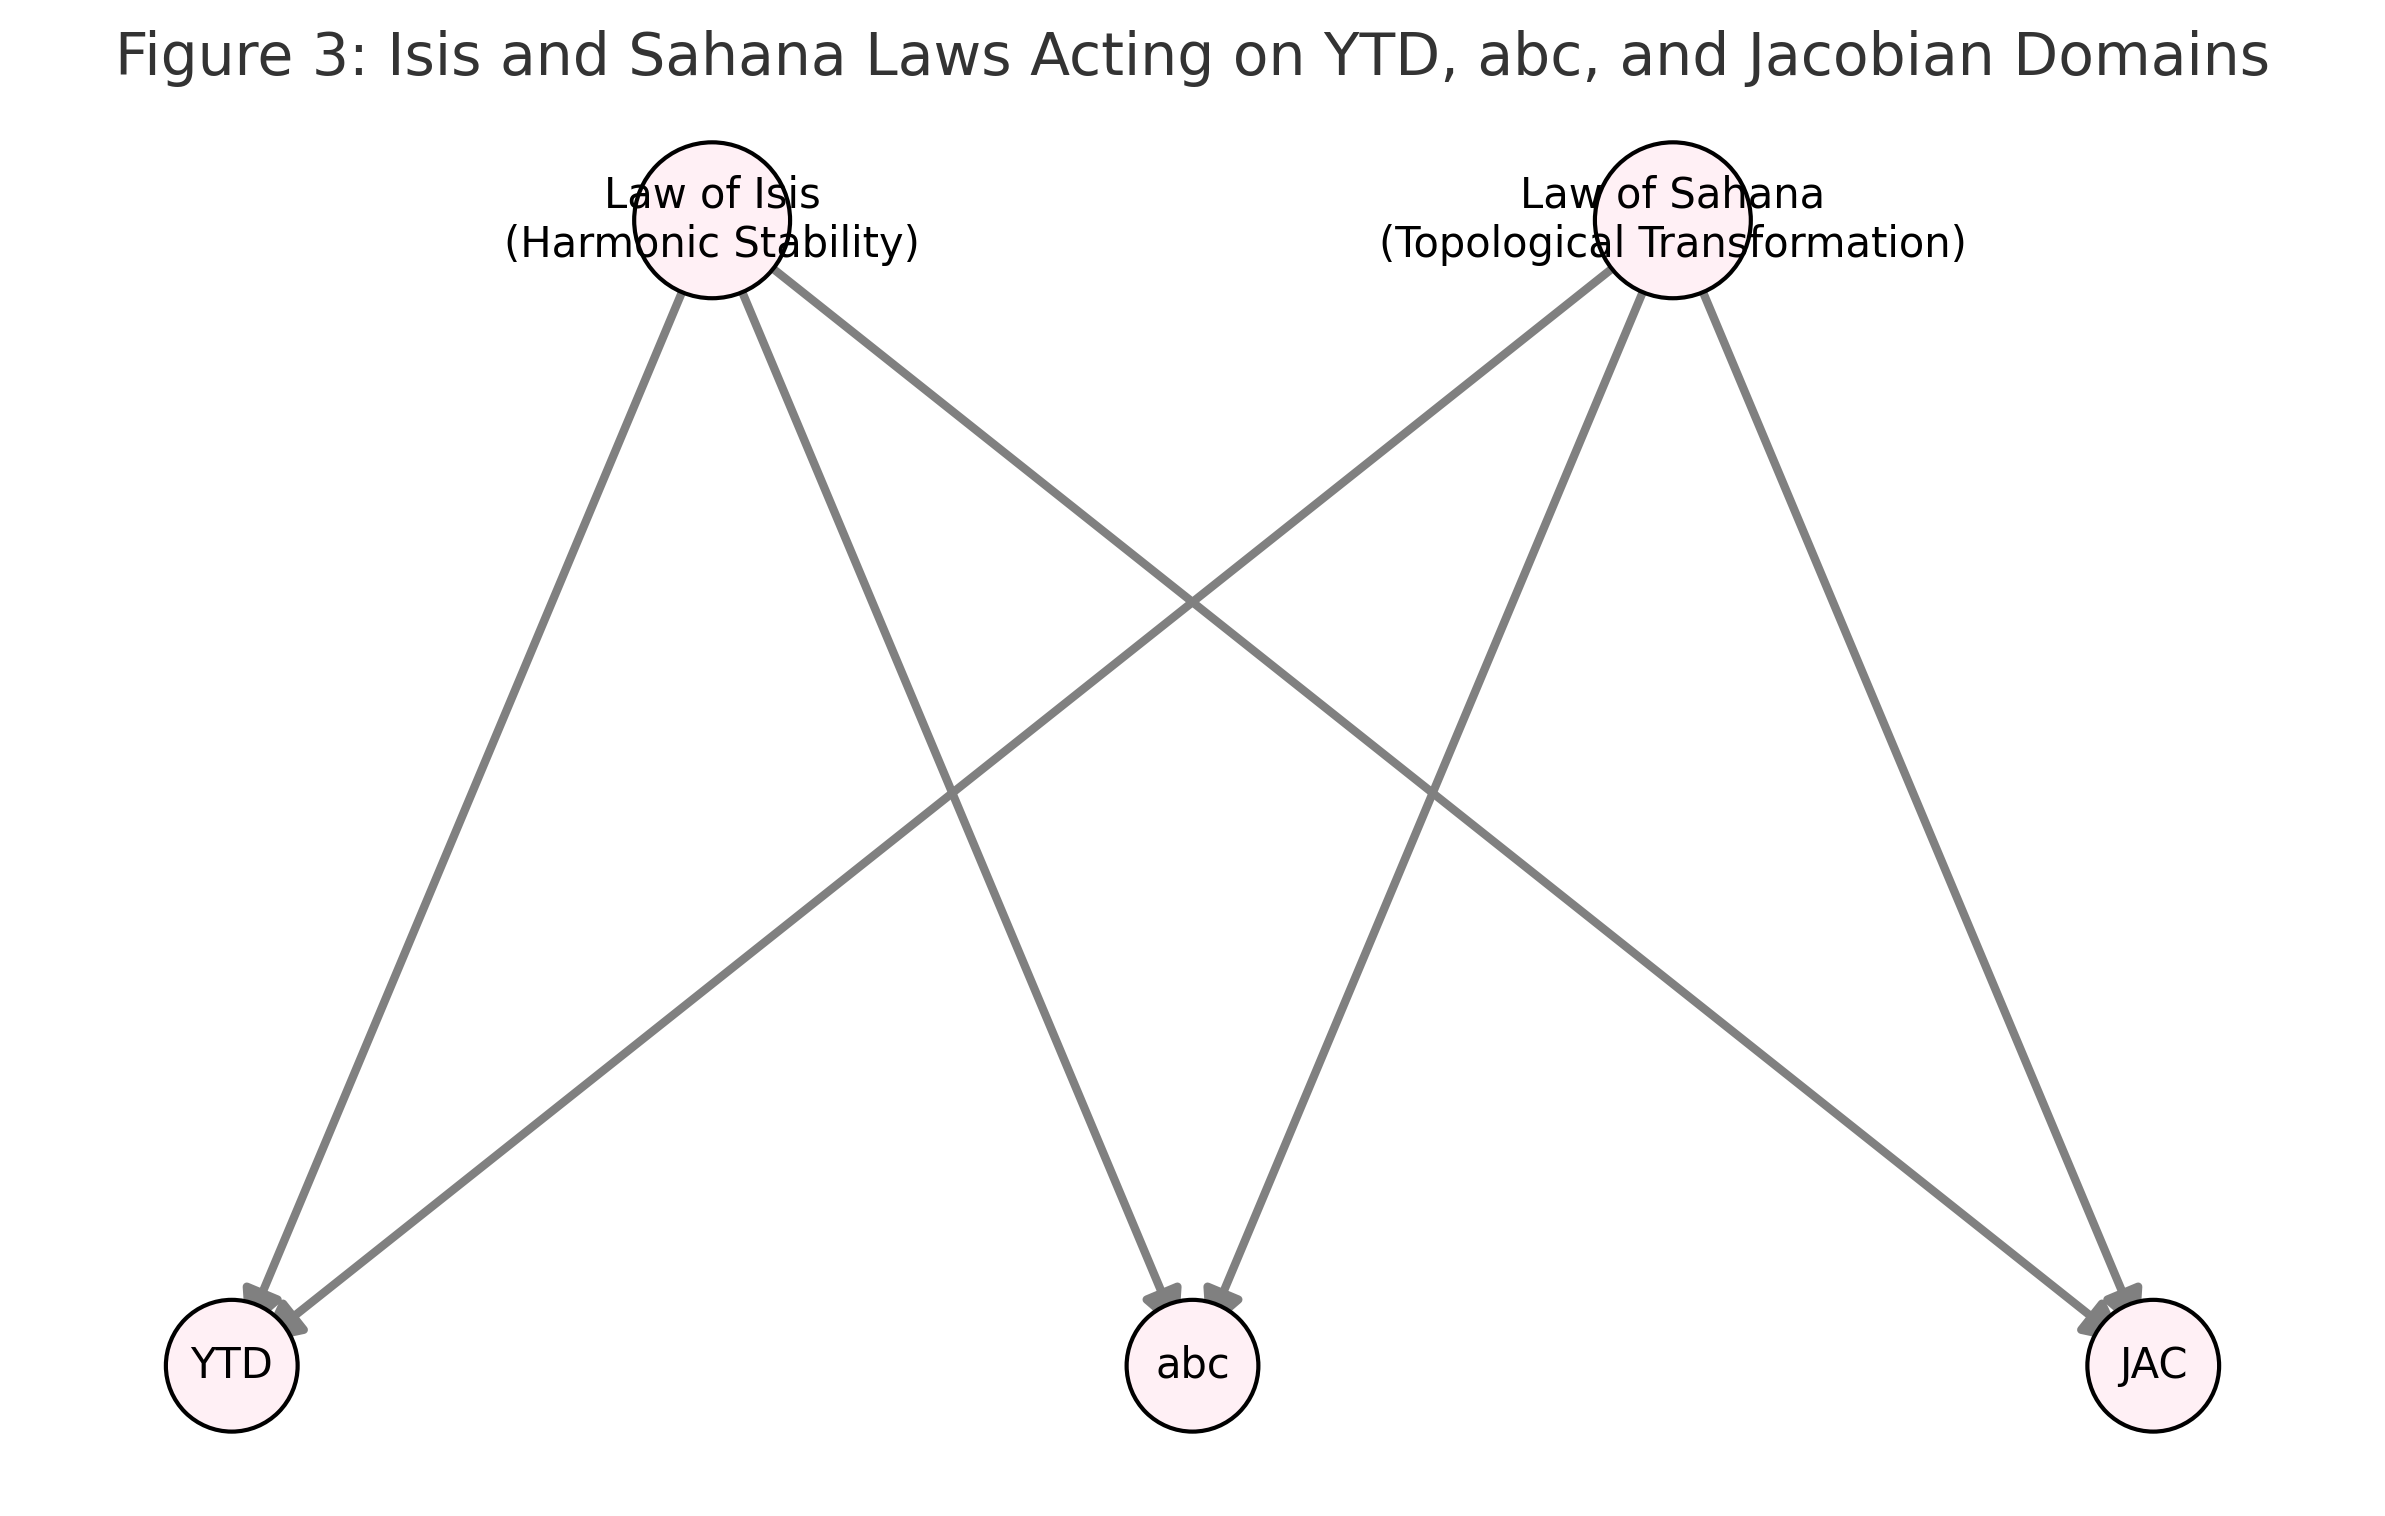 Figure 3: Isis and Sahana Laws Acting on YTD, abc, and Jacobian Domains
Law of Isis
(Harmonic Stability)
Law of Sahana
(Topological Transformation)
YTD
abc
JAC